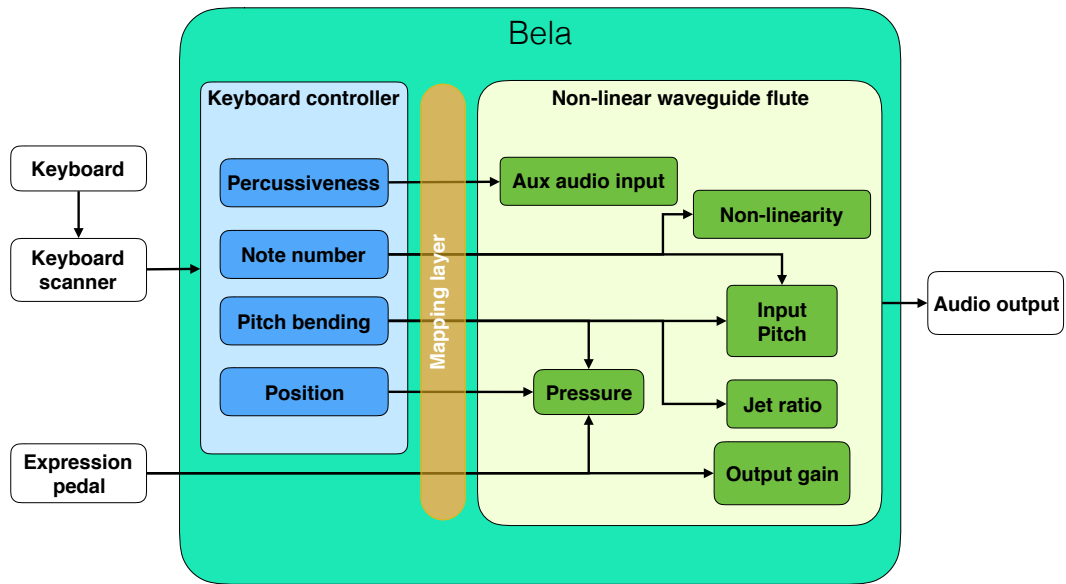 Bela
Keyboard controller
Non-linear waveguide flute
Keyboard
Keyboard
scanner
Expression
pedal
Percussiveness
Note number
Pitch bending
Position
Mapping layer
Aux audio input
Non-linearity
Input
Pitch
Pressure
Jet ratio
Output gain
Audio output